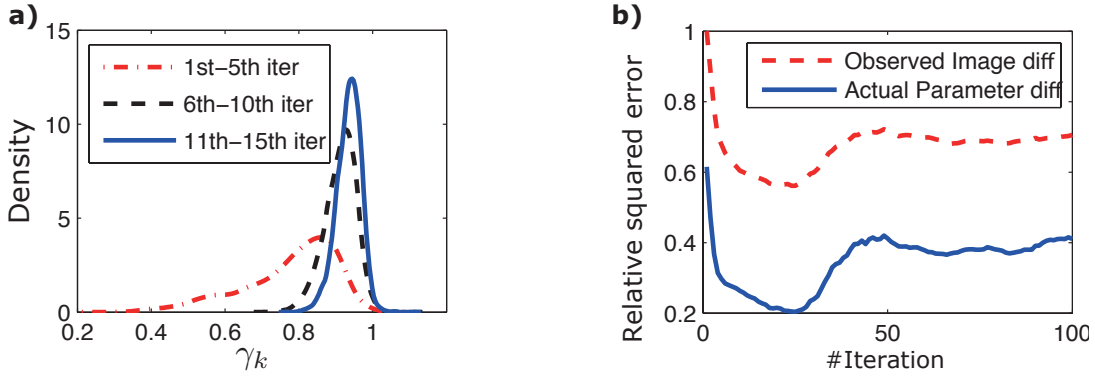 a)
15
10
5
0
Density
0.2 0.4 0.6 0.8 1
γk
1st–5th iter
6th–10th iter
11th–15th iter
b)
1
0.8
0.6
0.4
0.2
Relative squared error
0 50 100
#Iteration
Observed Image diff
Actual Parameter diff